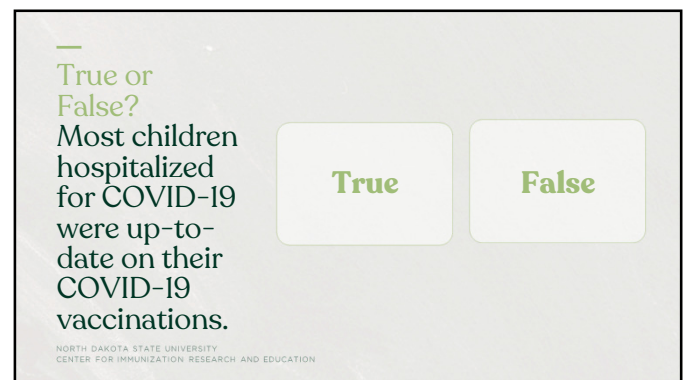 True or
False?
Most children
hospitalized
for COVID-19
were up-to-
date on their
COVID-19
vaccinations.
True
False
NORTH DAKOTA STATE UNIVERSITY
CENTER FOR IMMUNIZATION RESEARCH AND EDUCATION